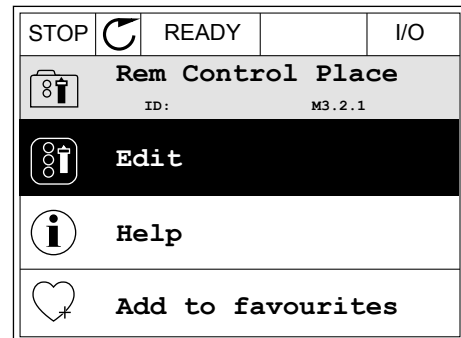 STOP READY I/O
Rem Control Place
ID: M3.2.1
Edit
Help
Add to favourites